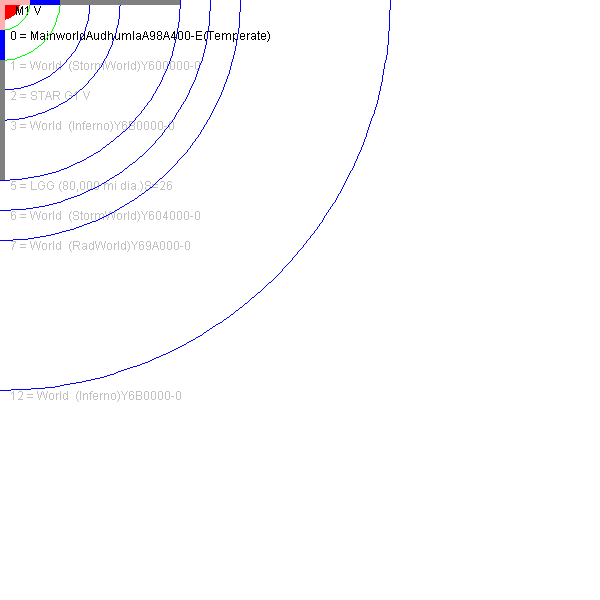 M1 V
0 = MainworldAudhumlaA98A400-E(Temperate)
1 = World  (StormWorld)Y600000-0
2 = STAR G1 V
3 = World  (Inferno)Y6B0000-0
5 = LGG (80,000 mi dia.)S=26
6 = World  (StormWorld)Y604000-0
7 = World  (RadWorld)Y69A000-0
12 = World  (Inferno)Y6B0000-0